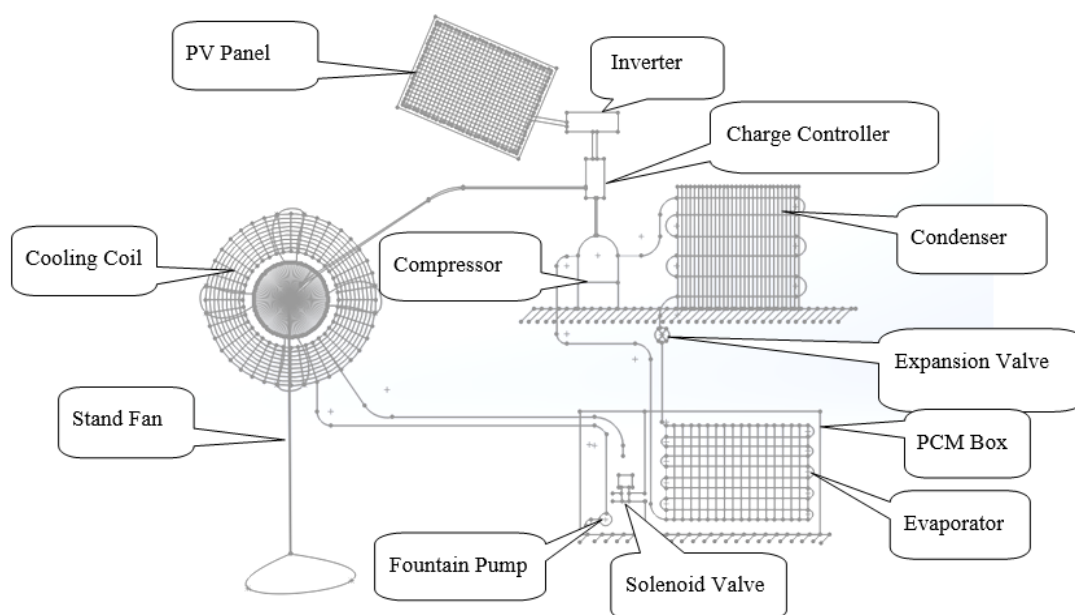 PV Panel
Inverter
Charge Controller
Cooling Coil
Compressor
Condenser
Expansion Valve
Stand Fan
PCM Box
Evaporator
Fountain Pump
Solenoid Valve